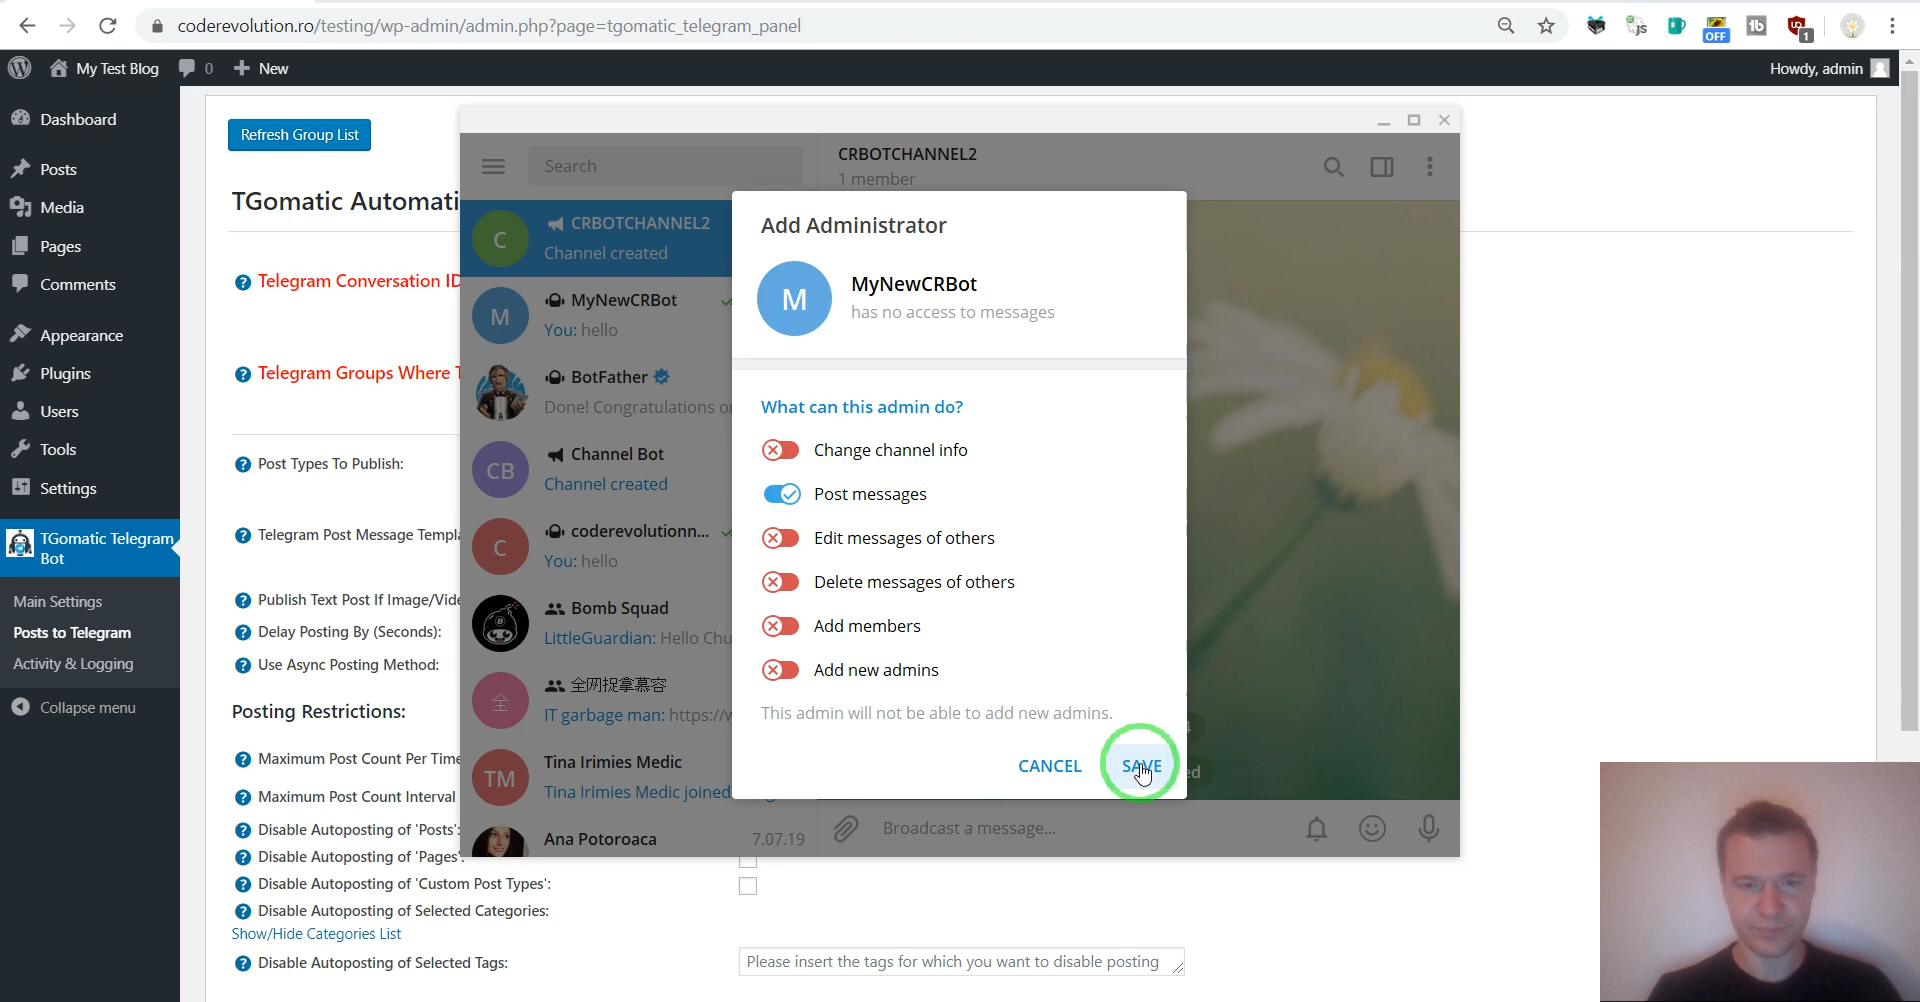 coderevolution.ro/testing/wp-admin/admin.php?page=tgomatic_telegram_panel
js
OFF
tb
1
My Test Blog
0
New
Howdy, admin
Dashboard
Posts
Media
Pages
Comments
Appearance
Plugins
Users
Tools
Settings
TGomatic Telegram
Bot
Main Settings
Posts to Telegram
Activity & Logging
Collapse menu
Refresh Group List
TGomatic Automati
Telegram Conversation ID
Telegram Groups Where T
Post Types To Publish:
Telegram Post Message Templa
Publish Text Post If Image/Vide
Delay Posting By (Seconds):
Use Async Posting Method:
Posting Restrictions:
Maximum Post Count Per Time
Maximum Post Count Interval
Disable Autoposting of 'Posts':
Disable Autoposting of 'Pages':
Disable Autoposting of 'Custom Post Types':
Disable Autoposting of Selected Categories:
Show/Hide Categories List
Disable Autoposting of Selected Tags:
Please insert the tags for which you want to disable posting
Search
CRBOTCHANNEL2
1 member
C
CRBOTCHANNEL2
Channel created
M
MyNewCRBot
You: hello
BotFather
Done! Congratulations o
CB
Channel Bot
Channel created
C
coderevolutionn...
You: hello
Bomb Squad
LittleGuardian: Hello Chu
全
全网捉拿慕容
IT garbage man: https://w
TM
Tina Irimies Medic
Tina Irimies Medic joined
Ana Potoroaca
7.07.19
Add Administrator
M
MyNewCRBot
has no access to messages
What can this admin do?
Change channel info
Post messages
Edit messages of others
Delete messages of others
Add members
Add new admins
This admin will not be able to add new admins.
CANCEL
SAVE
ed
Broadcast a message...